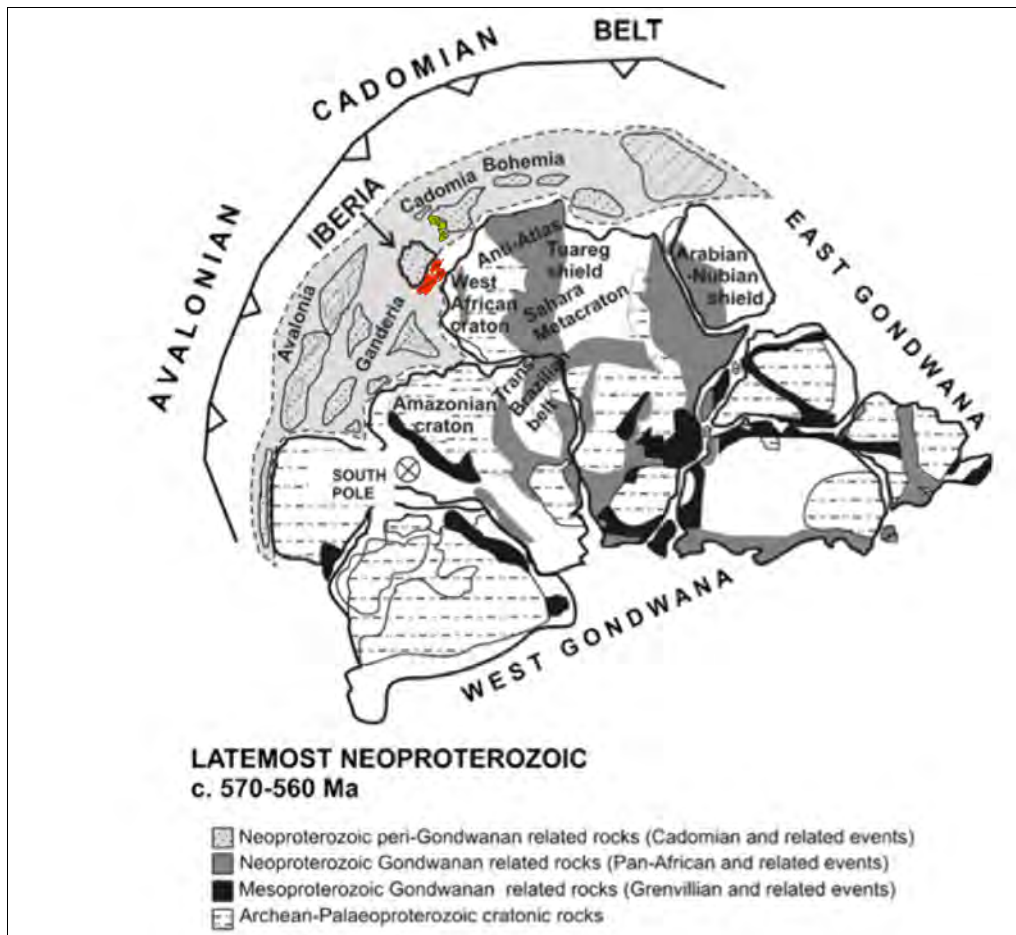 CADOMIAN BELT
AVALONIAN
EAST GONDWANA
WEST GONDWANA
IBERIA
Cadomia
Bohemia
Avalonia
Ganderia
Anti-Atlas
Tuareg
shield
Arabian
-Nubian
shield
West
African
craton
Sahara
Metacraton
Trans
Brazilian
belt
Amazonian
craton
SOUTH
POLE
LATEMOST NEOPROTEROZOIC
c. 570-560 Ma
Neoproterozoic peri-Gondwanan related rocks (Cadomian and related events)
Neoproterozoic Gondwanan related rocks (Pan-African and related events)
Mesoproterozoic Gondwanan related rocks (Grenvillian and related events)
Archean-Palaeoproterozoic cratonic rocks